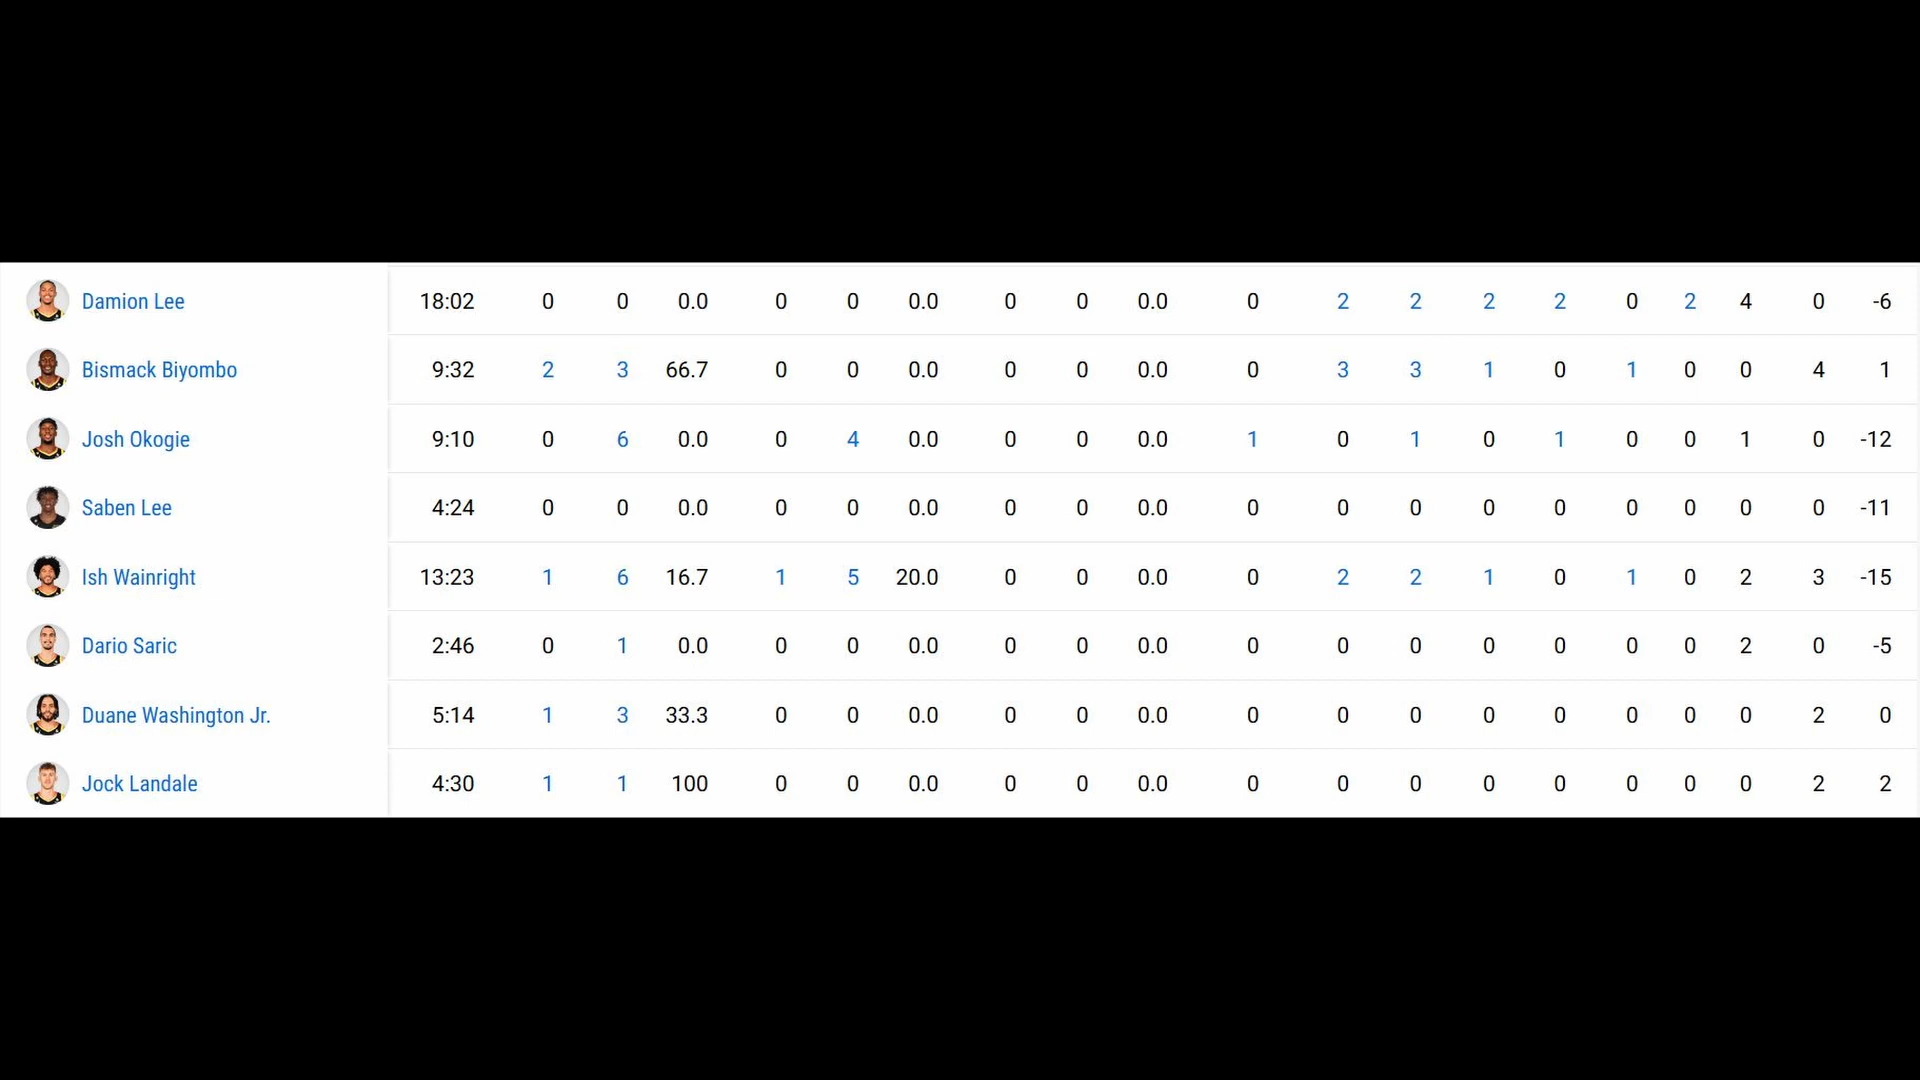 Damion Lee 18:02 0 0 0.0 0 0 0.0 0 0 0.0 0 2 2 2 2 0 2 4 0 -6
Bismack Biyombo 9:32 2 3 66.7 0 0 0.0 0 0 0.0 0 3 3 1 0 1 0 0 4 1
Josh Okogie 9:10 0 6 0.0 0 4 0.0 0 0 0.0 1 0 1 0 1 0 0 1 0 -12
Saben Lee 4:24 0 0 0.0 0 0 0.0 0 0 0.0 0 0 0 0 0 0 0 0 0 -11
Ish Wainright 13:23 1 6 16.7 1 5 20.0 0 0 0.0 0 2 2 1 0 1 0 2 3 -15
Dario Saric 2:46 0 1 0.0 0 0 0.0 0 0 0.0 0 0 0 0 0 0 0 2 0 -5
Duane Washington Jr. 5:14 1 3 33.3 0 0 0.0 0 0 0.0 0 0 0 0 0 0 0 0 2 0
Jock Landale 4:30 1 1 100 0 0 0.0 0 0 0.0 0 0 0 0 0 0 0 0 2 2